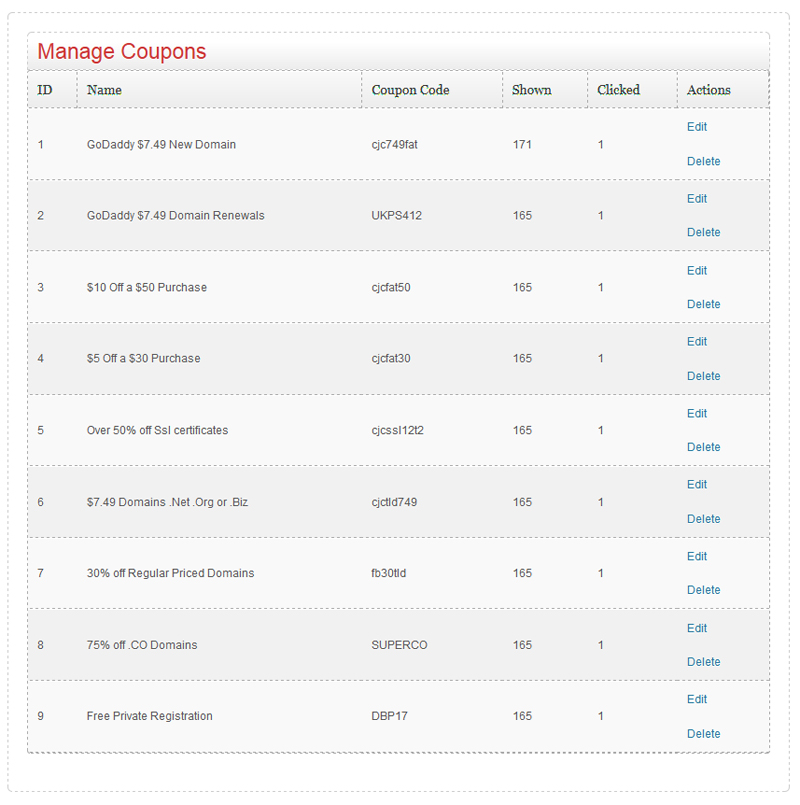 Manage Coupons
ID Name Coupon Code Shown Clicked Actions
Edit
1 GoDaddy $7.49 New Domain cjc749fat 171 1
Delete
Edit
2 GoDaddy $7.49 Domain Renewals UKPS412 165 1
Delete
Edit
3 $10 Off a $50 Purchase cjcfat50 165 1
Delete
Edit
4 $5 Off a $30 Purchase cjcfat30 165 1
Delete
Edit
5 Over 50% off Ssl certificates cjcssl12t2 165 1
Delete
Edit
6 $7.49 Domains .Net .Org or .Biz cjctld749 165 1
Delete
Edit
7 30% off Regular Priced Domains fb30tld 165 1
Delete
Edit
8 75% off .CO Domains SUPERCO 165 1
Delete
Edit
9 Free Private Registration DBP17 165 1
Delete